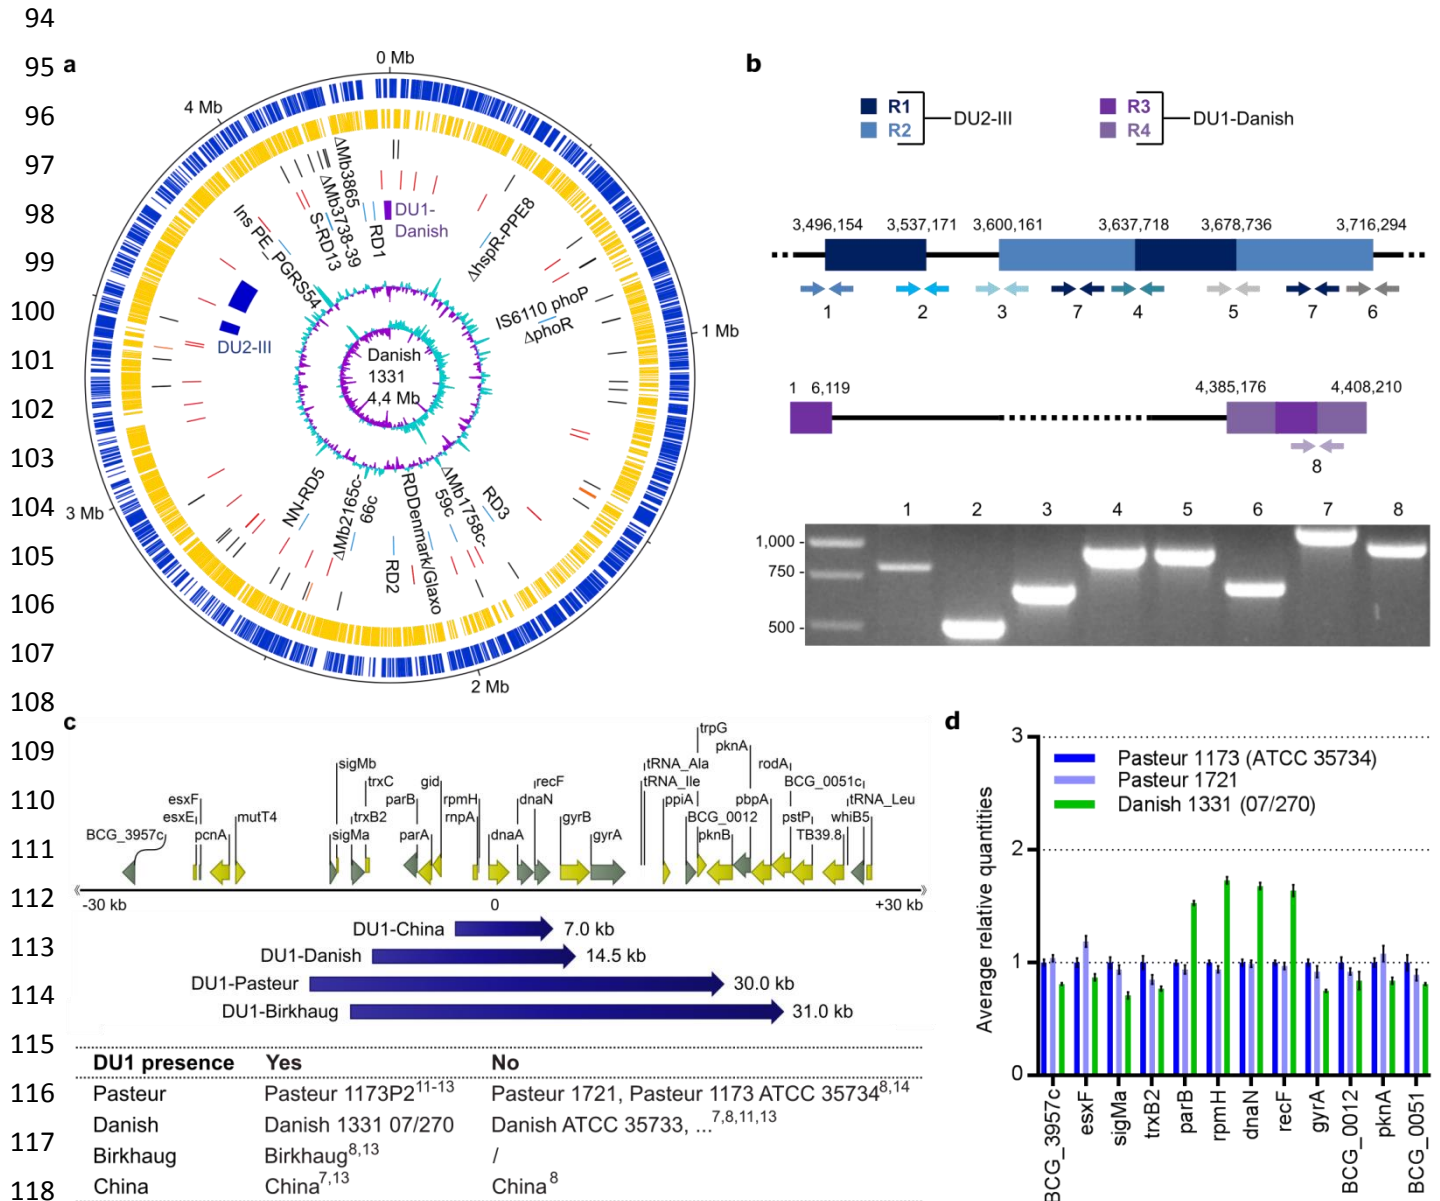 94
95
96
97
98
99
100
101
102
103
104
105
106
107
108
109
110
111
112
113
114
115
116
117
118
a
0 Mb
1 Mb
2 Mb
3 Mb
4 Mb
ΔMb3865
ΔMb3738-39
S-RD13
RD1
DU1-
Danish
ΔhspR-PPE8
Ins PE_PGRS54
IS6110 phoP
ΔphoR
DU2-III
Danish
1331
4,4 Mb
NN-RD5
ΔMb2165c-
66c
RD2
RDDenmark/Glaxo
ΔMb1758c-
59c
RD3
b
R1
R2
DU2-III
R3
R4
DU1-Danish
3,496,154 3,537,171 3,600,161 3,637,718 3,678,736 3,716,294
1 2 3 7 4 5 7 6
1 6,119 4,385,176 4,408,210
8
1 2 3 4 5 6 7 8
1,000 -
750 -
500 -
c
trpG
pknA
sigMb tRNA_Ala rodA
trxC gid recF tRNA_Ile BCG_0051c
esxF parB rpmH dnaN ppiA pbpA tRNA_Leu
esxE mutT4 trxB2 rnpA gyrB BCG_0012 pstP whiB5
BCG_3957c pcnA sigMa parA dnaA gyrA pknB TB39.8
-30 kb 0 +30 kb
DU1-China 7.0 kb
DU1-Danish 14.5 kb
DU1-Pasteur 30.0 kb
DU1-Birkhaug 31.0 kb
DU1 presence Yes No
Pasteur Pasteur 1173P2 11-13 Pasteur 1721, Pasteur 1173 ATCC 35734 8,14
Danish Danish 1331 07/270 Danish ATCC 35733, ... 7,8,11,13
Birkhaug Birkhaug 8,13 /
China China 7,13 China 8
d
Average relative quantities
3
2
1
0
Pasteur 1173 (ATCC 35734)
Pasteur 1721
Danish 1331 (07/270)
BCG_3957c
esxF
sigMa
trxB2
parB
rpmH
dnaN
recF
gyrA
BCG_0012
pknA
BCG_0051